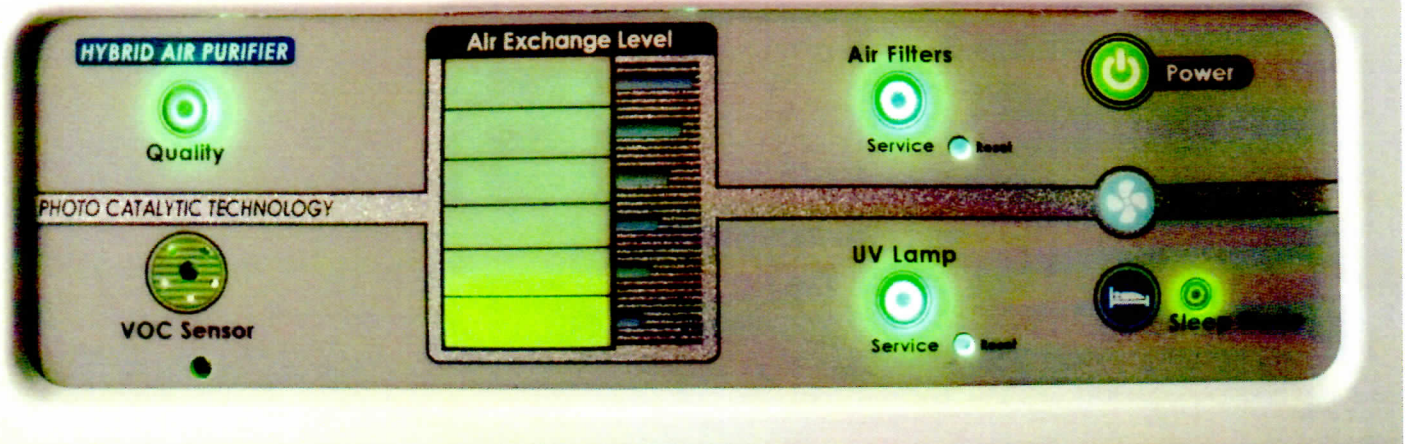 HYBRID AIR PURIFIER
Quality
PHOTO CATALYTIC TECHNOLOGY
VOC Sensor
Air Exchange Level
Air Filters
Service Reset
UV Lamp
Service Reset
Power
Sleep